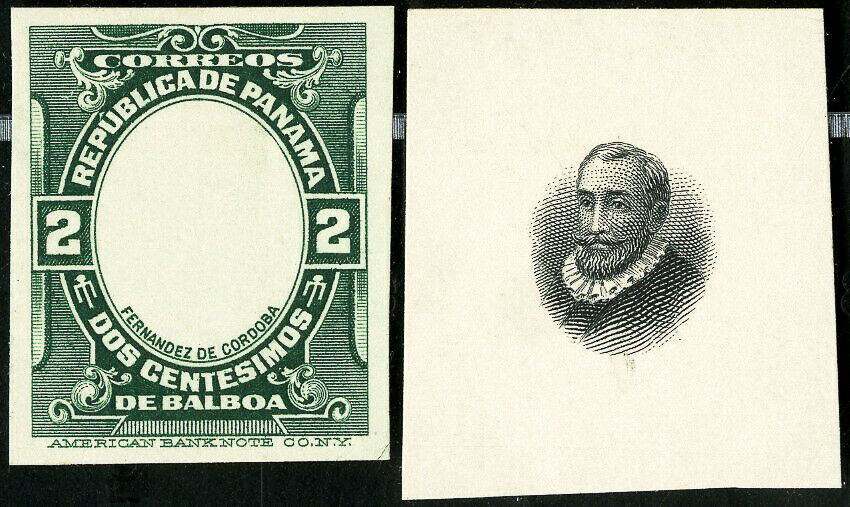 CORREOS
REPUBLICA DE PANAMA
2 2
FERNANDEZ DE CORDOBA
DOS CENTESIMOS
DE BALBOA
AMERICAN BANK NOTE CO. N.Y.